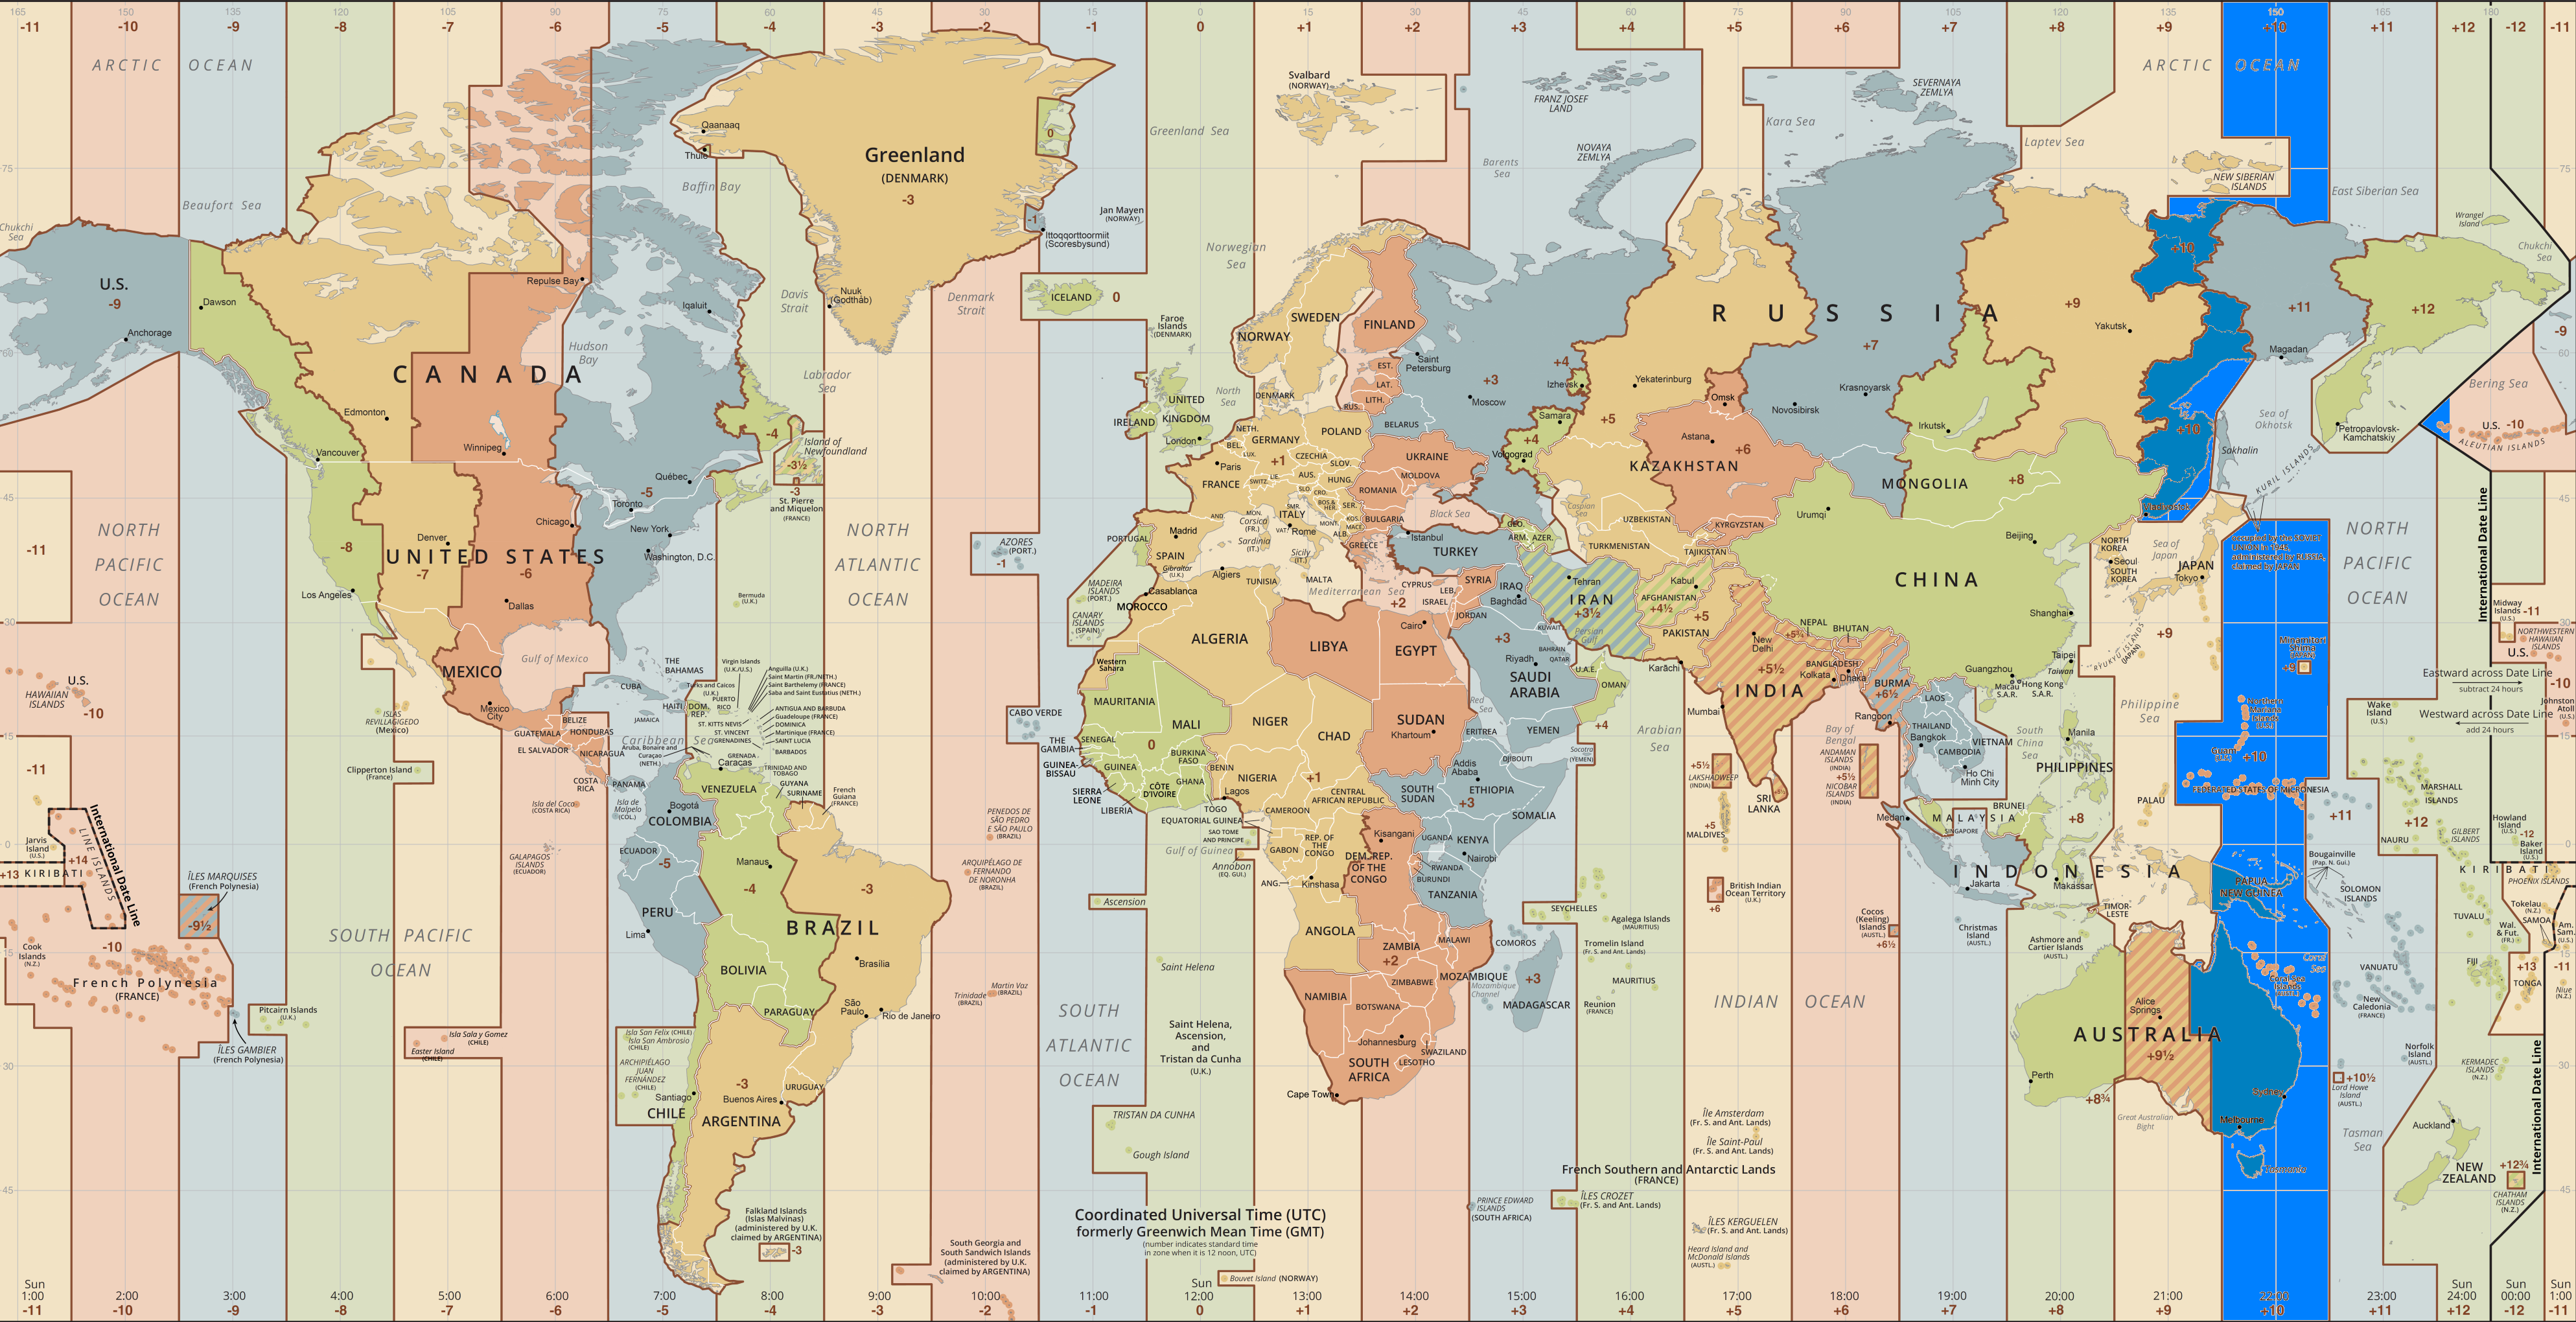 165 150 135 120 105 90 75 60 45 30 15 0 15 30 45 60 75 90 105 120 135 150 165 180
-11 -10 -9 -8 -7 -6 -5 -4 -3 -2 -1 0 +1 +2 +3 +4 +5 +6 +7 +8 +9 +10 +11 +12 -12 -11
ARCTIC OCEAN
ARCTIC OCEAN
Chukchi
Sea
Beaufort Sea
Baffin Bay
Qaanaaq
Thule
Greenland
(DENMARK)
-3
0
-1
Ittoqqortoormiit
(Scoresbysund)
Nuuk
(Godthåb)
Jan Mayen
(NORWAY)
Greenland Sea
Norwegian
Sea
Svalbard
(NORWAY)
FRANZ JOSEF
LAND
Barents
Sea
NOVAYA
ZEMLYA
Kara Sea
SEVERNAYA
ZEMLYA
Laptev Sea
NEW SIBERIAN
ISLANDS
East Siberian Sea
Wrangel
Island
Chukchi
Sea
75
75
60
60
45
45
30
30
15
15
0
0
15
15
30
30
45
45
U.S.
-9
Anchorage
Dawson
CANADA
Repulse Bay
Hudson
Bay
Iqaluit
Davis
Strait
Labrador
Sea
Denmark
Strait
Edmonton
Vancouver
Winnipeg
-4
-3½
Island of
Newfoundland
-3
St. Pierre
and Miquelon
(FRANCE)
Québec
-5
Toronto
New York
Washington, D.C.
Chicago
Denver
UNITED STATES
-8
-7
-6
Los Angeles
Dallas
Bermuda
(U.K.)
NORTH
PACIFIC
OCEAN
-11
NORTH
ATLANTIC
OCEAN
U.S.
HAWAIIAN
ISLANDS
-10
MEXICO
Mexico
City
Gulf of Mexico
ISLAS
REVILLAGIGEDO
(Mexico)
Clipperton Island
(France)
THE
BAHAMAS
CUBA
HAITI
DOM.
REP.
JAMAICA
Turks and Caicos
(U.K.)
PUERTO
RICO
Virgin Islands
(U.K./U.S.)
Anguilla (U.K.)
Saint Martin (FR./NETH.)
Saint Barthelemy (FRANCE)
Saba and Saint Eustatius (NETH.)
ANTIGUA AND BARBUDA
Guadeloupe (FRANCE)
DOMINICA
Martinique (FRANCE)
SAINT LUCIA
BARBADOS
ST. KITTS NEVIS
ST. VINCENT
GRENADINES
GRENADA
TRINIDAD AND
TOBAGO
Caribbean Sea
Aruba, Bonaire and
Curaçao
(NETH.)
BELIZE
GUATEMALA
HONDURAS
EL SALVADOR
NICARAGUA
COSTA
RICA
PANAMA
Isla del Coco
(COSTA RICA)
Isla de
Malpelo
(COL.)
GALAPAGOS
ISLANDS
(ECUADOR)
Caracas
VENEZUELA
GUYANA
SURINAME
French
Guiana
(FRANCE)
Bogotá
COLOMBIA
ECUADOR
-5
PERU
Lima
Manaus
-4
BRAZIL
-3
Brasília
BOLIVIA
PARAGUAY
São
Paulo
Rio de Janeiro
URUGUAY
Buenos Aires
-3
ARGENTINA
Santiago
CHILE
Isla San Felix (CHILE)
Isla San Ambrosio
(CHILE)
ARCHIPIÉLAGO
JUAN
FERNÁNDEZ
(CHILE)
Isla Sala y Gomez
(CHILE)
Easter Island
(CHILE)
-11
Jarvis
Island
(U.S.)
+13
KIRIBATI
+14
LINE ISLANDS
International Date Line
ÎLES MARQUISES
(French Polynesia)
-9½
-10
Cook
Islands
(N.Z.)
French Polynesia
(FRANCE)
Pitcairn Islands
(U.K.)
ÎLES GAMBIER
(French Polynesia)
SOUTH PACIFIC
OCEAN
PENEDOS DE
SÃO PEDRO
E SÃO PAULO
(BRAZIL)
ARQUIPÉLAGO DE
FERNANDO
DE NORONHA
(BRAZIL)
Trinidade
(BRAZIL)
Martin Vaz
(BRAZIL)
Falkland Islands
(Islas Malvinas)
(administered by U.K.
claimed by ARGENTINA)
-3
South Georgia and
South Sandwich Islands
(administered by U.K.
claimed by ARGENTINA)
SOUTH
ATLANTIC
OCEAN
Ascension
Saint Helena
Saint Helena,
Ascension,
and
Tristan da Cunha
(U.K.)
TRISTAN DA CUNHA
Gough Island
Coordinated Universal Time (UTC)
formerly Greenwich Mean Time (GMT)
(number indicates standard time
in zone when it is 12 noon, UTC)
Bouvet Island (NORWAY)
ICELAND
0
Faroe
Islands
(DENMARK)
AZORES
(PORT.)
-1
MADEIRA
ISLANDS
(PORT.)
CANARY
ISLANDS
(SPAIN)
CABO VERDE
UNITED
KINGDOM
IRELAND
London
North
Sea
NORWAY
SWEDEN
FINLAND
EST.
LAT.
LITH.
RUS.
DENMARK
NETH.
BEL.
LUX.
GERMANY
POLAND
BELARUS
+1
CZECHIA
SLOV.
AUS.
HUNG.
SWITZ.
LIE.
Paris
FRANCE
SLO.
CRO.
BOS.&
HER.
SER.
MONT.
KOS.
MACE.
ALB.
ROMANIA
MOLDOVA
UKRAINE
BULGARIA
GREECE
ITALY
SMR.
MON.
AND.
VAT.
Rome
Corsica
(FR.)
Sardinia
(IT.)
Sicily
(IT.)
MALTA
Madrid
PORTUGAL
SPAIN
Gibraltar
(U.K.)
Algiers
TUNISIA
Mediterranean Sea
Black Sea
Istanbul
TURKEY
CYPRUS
SYRIA
LEB.
ISRAEL
JORDAN
+2
Cairo
IRAQ
Baghdad
KUWAIT
Casablanca
MOROCCO
Western
Sahara
ALGERIA
LIBYA
EGYPT
MAURITANIA
MALI
0
NIGER
CHAD
SUDAN
Khartoum
ERITREA
SENEGAL
THE
GAMBIA
GUINEA-
BISSAU
GUINEA
SIERRA
LEONE
LIBERIA
CÔTE
D'IVOIRE
BURKINA
FASO
GHANA
TOGO
BENIN
NIGERIA
Lagos
+1
CAMEROON
CENTRAL
AFRICAN REPUBLIC
EQUATORIAL GUINEA
SAO TOME
AND PRINCIPE
Gulf of Guinea
Annobon
(EQ. GUI.)
GABON
REP. OF
THE
CONGO
DEM. REP.
OF THE
CONGO
Kisangani
Kinshasa
ANG.
ANGOLA
SOUTH
SUDAN
Addis
Ababa
ETHIOPIA
+3
DJIBOUTI
SOMALIA
UGANDA
KENYA
Nairobi
RWANDA
BURUNDI
TANZANIA
ZAMBIA
+2
MALAWI
MOZAMBIQUE
Mozambique
Channel
ZIMBABWE
NAMIBIA
BOTSWANA
Johannesburg
SWAZILAND
LESOTHO
SOUTH
AFRICA
Cape Town
COMOROS
+3
MADAGASCAR
SEYCHELLES
Agalega Islands
(MAURITIUS)
Tromelin Island
(Fr. S. and Ant. Lands)
MAURITIUS
Reunion
(FRANCE)
+3
Riyadh
SAUDI
ARABIA
BAHRAIN
QATAR
U.A.E.
OMAN
YEMEN
Red
Sea
Socotra
(YEMEN)
+4
Arabian
Sea
Saint
Petersburg
Moscow
+3
RUSSIA
+4
Izhevsk
Samara
+4
Volgograd
Yekaterinburg
+5
Omsk
Novosibirsk
Krasnoyarsk
+7
Irkutsk
Yakutsk
+9
+10
+10
+11
Magadan
+12
Petropavlovsk-
Kamchatskiy
Sea of
Okhotsk
Sakhalin
KURIL ISLANDS
Bering Sea
-9
U.S. -10
ALEUTIAN ISLANDS
Astana
+6
KAZAKHSTAN
Caspian
Sea
GEO.
ARM.
AZER.
UZBEKISTAN
TURKMENISTAN
KYRGYZSTAN
TAJIKISTAN
Tehran
IRAN
+3½
Persian
Gulf
Kabul
AFGHANISTAN
+4½
PAKISTAN
+5
Karāchi
MONGOLIA
+8
Urumqi
CHINA
Beijing
Shanghai
Guangzhou
Macau
S.A.R.
Hong Kong
S.A.R.
Taipei
Taiwan
NORTH
KOREA
Seoul
SOUTH
KOREA
Sea of
Japan
JAPAN
Tokyo
Vladivostok
+9
RYUKYU ISLANDS
(JAPAN)
occupied by the SOVIET
UNION in 1945,
administered by RUSSIA,
claimed by JAPAN
New
Delhi
NEPAL
+5¾
BHUTAN
BANGLADESH
Dhaka
Kolkata
+5½
INDIA
Mumbai
BURMA
+6½
Rangoon
LAOS
THAILAND
Bangkok
VIETNAM
CAMBODIA
Ho Chi
Minh City
South
China
Sea
Manila
PHILIPPINES
Philippine
Sea
Bay of
Bengal
ANDAMAN
ISLANDS
(INDIA)
+5½
NICOBAR
ISLANDS
(INDIA)
+5½
LAKSHADWEEP
(INDIA)
SRI
LANKA
+5
MALDIVES
British Indian
Ocean Territory
(U.K.)
+6
Medan
MALAYSIA
SINGAPORE
BRUNEI
+8
PALAU
INDONESIA
Jakarta
Makassar
TIMOR-
LESTE
Cocos
(Keeling)
Islands
(AUSTL.)
+6½
Christmas
Island
(AUSTL.)
Ashmore and
Cartier Islands
(AUSTL.)
INDIAN OCEAN
Île Amsterdam
(Fr. S. and Ant. Lands)
Île Saint-Paul
(Fr. S. and Ant. Lands)
French Southern and Antarctic Lands
(FRANCE)
PRINCE EDWARD
ISLANDS
(SOUTH AFRICA)
ÎLES CROZET
(Fr. S. and Ant. Lands)
ÎLES KERGUELEN
(Fr. S. and Ant. Lands)
Heard Island and
McDonald Islands
(AUSTL.)
Perth
AUSTRALIA
Alice
Springs
+9½
+8¾
Great Australian
Bight
Sydney
Melbourne
Tasmania
Coral
Sea
Coral Sea
Islands
(AUSTL.)
PAPUA
NEW GUINEA
Minamitori
Shima
+9
Northern
Mariana
Islands
(U.S.)
Guam
(U.S.)
+10
FEDERATED STATES OF MICRONESIA
+11
Bougainville
(Pap. N. Gui.)
SOLOMON
ISLANDS
VANUATU
New
Caledonia
(FRANCE)
Norfolk
Island
(AUSTL.)
+10½
Lord Howe
Island
(AUSTL.)
Tasman
Sea
Auckland
NEW
ZEALAND
+12¾
CHATHAM
ISLANDS
(N.Z.)
KERMADEC
ISLANDS
(N.Z.)
International Date Line
NORTH
PACIFIC
OCEAN
International Date Line
Midway
Islands
(U.S.)
-11
NORTHWESTERN
HAWAIIAN
ISLANDS
U.S.
-10
Eastward across Date Line
subtract 24 hours
Westward across Date Line
add 24 hours
Wake
Island
(U.S.)
Johnston
Atoll
(U.S.)
MARSHALL
ISLANDS
+12
NAURU
GILBERT
ISLANDS
Howland
Island
(U.S.)
-12
Baker
Island
(U.S.)
KIRIBATI
PHOENIX ISLANDS
TUVALU
Tokelau
(N.Z.)
SAMOA
Wal.
& Fut.
(FR.)
Am.
Sam.
(U.S.)
FIJI
+13
TONGA
-11
Niue
(N.Z.)
Sun
1:00 2:00 3:00 4:00 5:00 6:00 7:00 8:00 9:00 10:00 11:00
Sun
12:00 13:00 14:00 15:00 16:00 17:00 18:00 19:00 20:00 21:00 22:00 23:00
Sun
24:00
Sun
00:00
Sun
1:00
-11 -10 -9 -8 -7 -6 -5 -4 -3 -2 -1 0 +1 +2 +3 +4 +5 +6 +7 +8 +9 +10 +11 +12 -12 -11